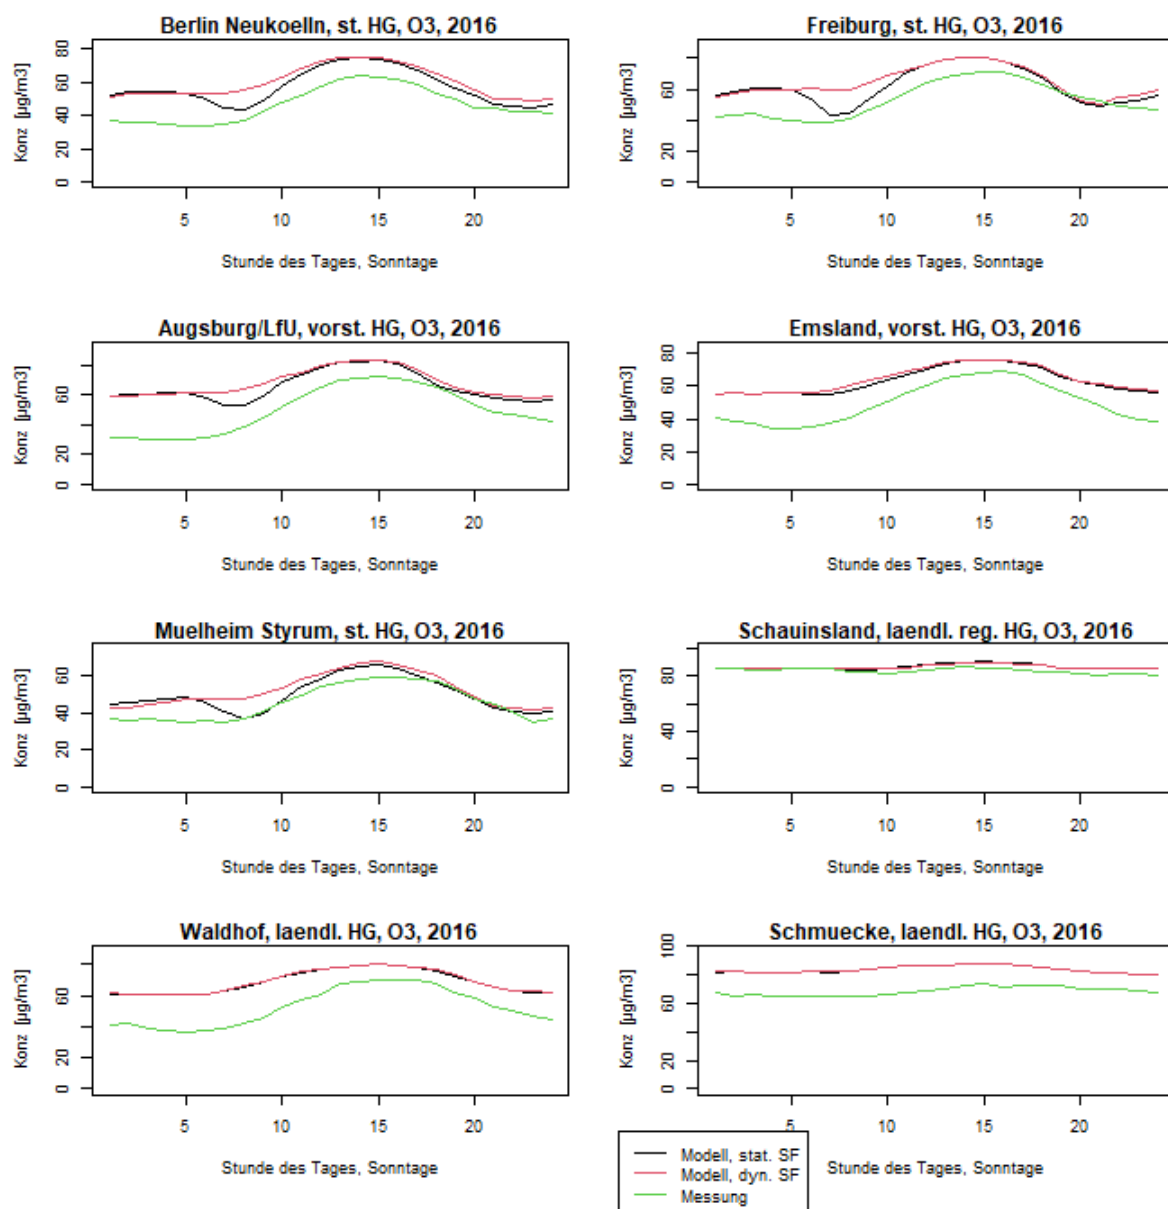 Berlin Neukoelln, st. HG, O3, 2016
Konz [µg/m3]
0 20 40 60 80
5 10 15 20
Stunde des Tages, Sonntage
Freiburg, st. HG, O3, 2016
Konz [µg/m3]
0 20 60
5 10 15 20
Stunde des Tages, Sonntage
Augsburg/LfU, vorst. HG, O3, 2016
Konz [µg/m3]
0 20 60
5 10 15 20
Stunde des Tages, Sonntage
Emsland, vorst. HG, O3, 2016
Konz [µg/m3]
0 20 40 60 80
5 10 15 20
Stunde des Tages, Sonntage
Muelheim Styrum, st. HG, O3, 2016
Konz [µg/m3]
0 20 40 60
5 10 15 20
Stunde des Tages, Sonntage
Schauinsland, laendl. reg. HG, O3, 2016
Konz [µg/m3]
0 40 80
5 10 15 20
Stunde des Tages, Sonntage
Waldhof, laendl. HG, O3, 2016
Konz [µg/m3]
0 20 60
5 10 15 20
Stunde des Tages, Sonntage
Schmuecke, laendl. HG, O3, 2016
Konz [µg/m3]
0 20 60 100
5 10 15 20
Stunde des Tages, Sonntage
Modell, stat. SF
Modell, dyn. SF
Messung